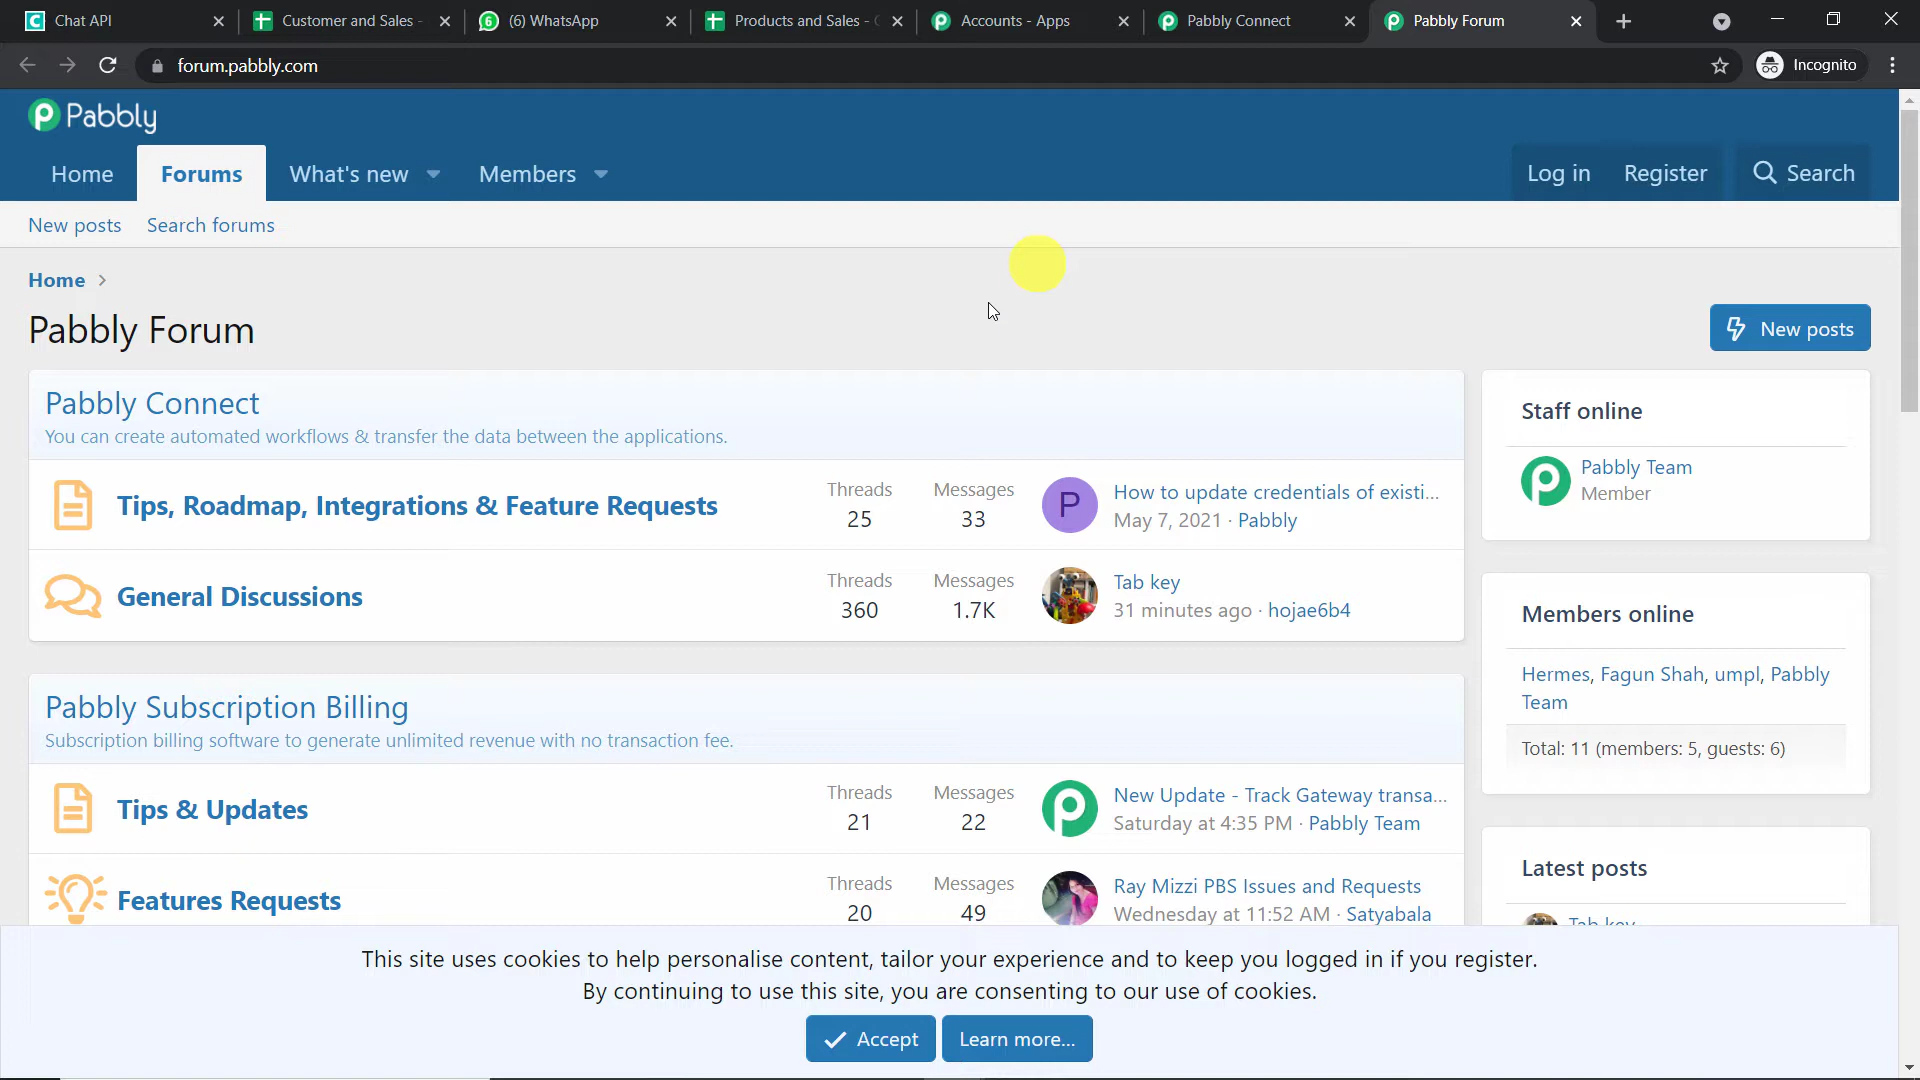 Chat API
Customer and Sales -
(6) WhatsApp
Products and Sales -
Accounts - Apps
Pabbly Connect
Pabbly Forum
forum.pabbly.com
Incognito
Pabbly
Home
Forums
What's new
Members
Log in
Register
Search
New posts
Search forums
Home
Pabbly Forum
New posts
Pabbly Connect
You can create automated workflows & transfer the data between the applications.
Tips, Roadmap, Integrations & Feature Requests
Threads
25
Messages
33
P
How to update credentials of existi...
May 7, 2021 · Pabbly
General Discussions
Threads
360
Messages
1.7K
Tab key
31 minutes ago · hojae6b4
Pabbly Subscription Billing
Subscription billing software to generate unlimited revenue with no transaction fee.
Tips & Updates
Threads
21
Messages
22
New Update - Track Gateway transa...
Saturday at 4:35 PM · Pabbly Team
Features Requests
Threads
20
Messages
49
Ray Mizzi PBS Issues and Requests
Wednesday at 11:52 AM · Satyabala
Staff online
Pabbly Team
Member
Members online
Hermes, Fagun Shah, umpl, Pabbly
Team
Total: 11 (members: 5, guests: 6)
Latest posts
Tab key
This site uses cookies to help personalise content, tailor your experience and to keep you logged in if you register.
By continuing to use this site, you are consenting to our use of cookies.
Accept
Learn more...